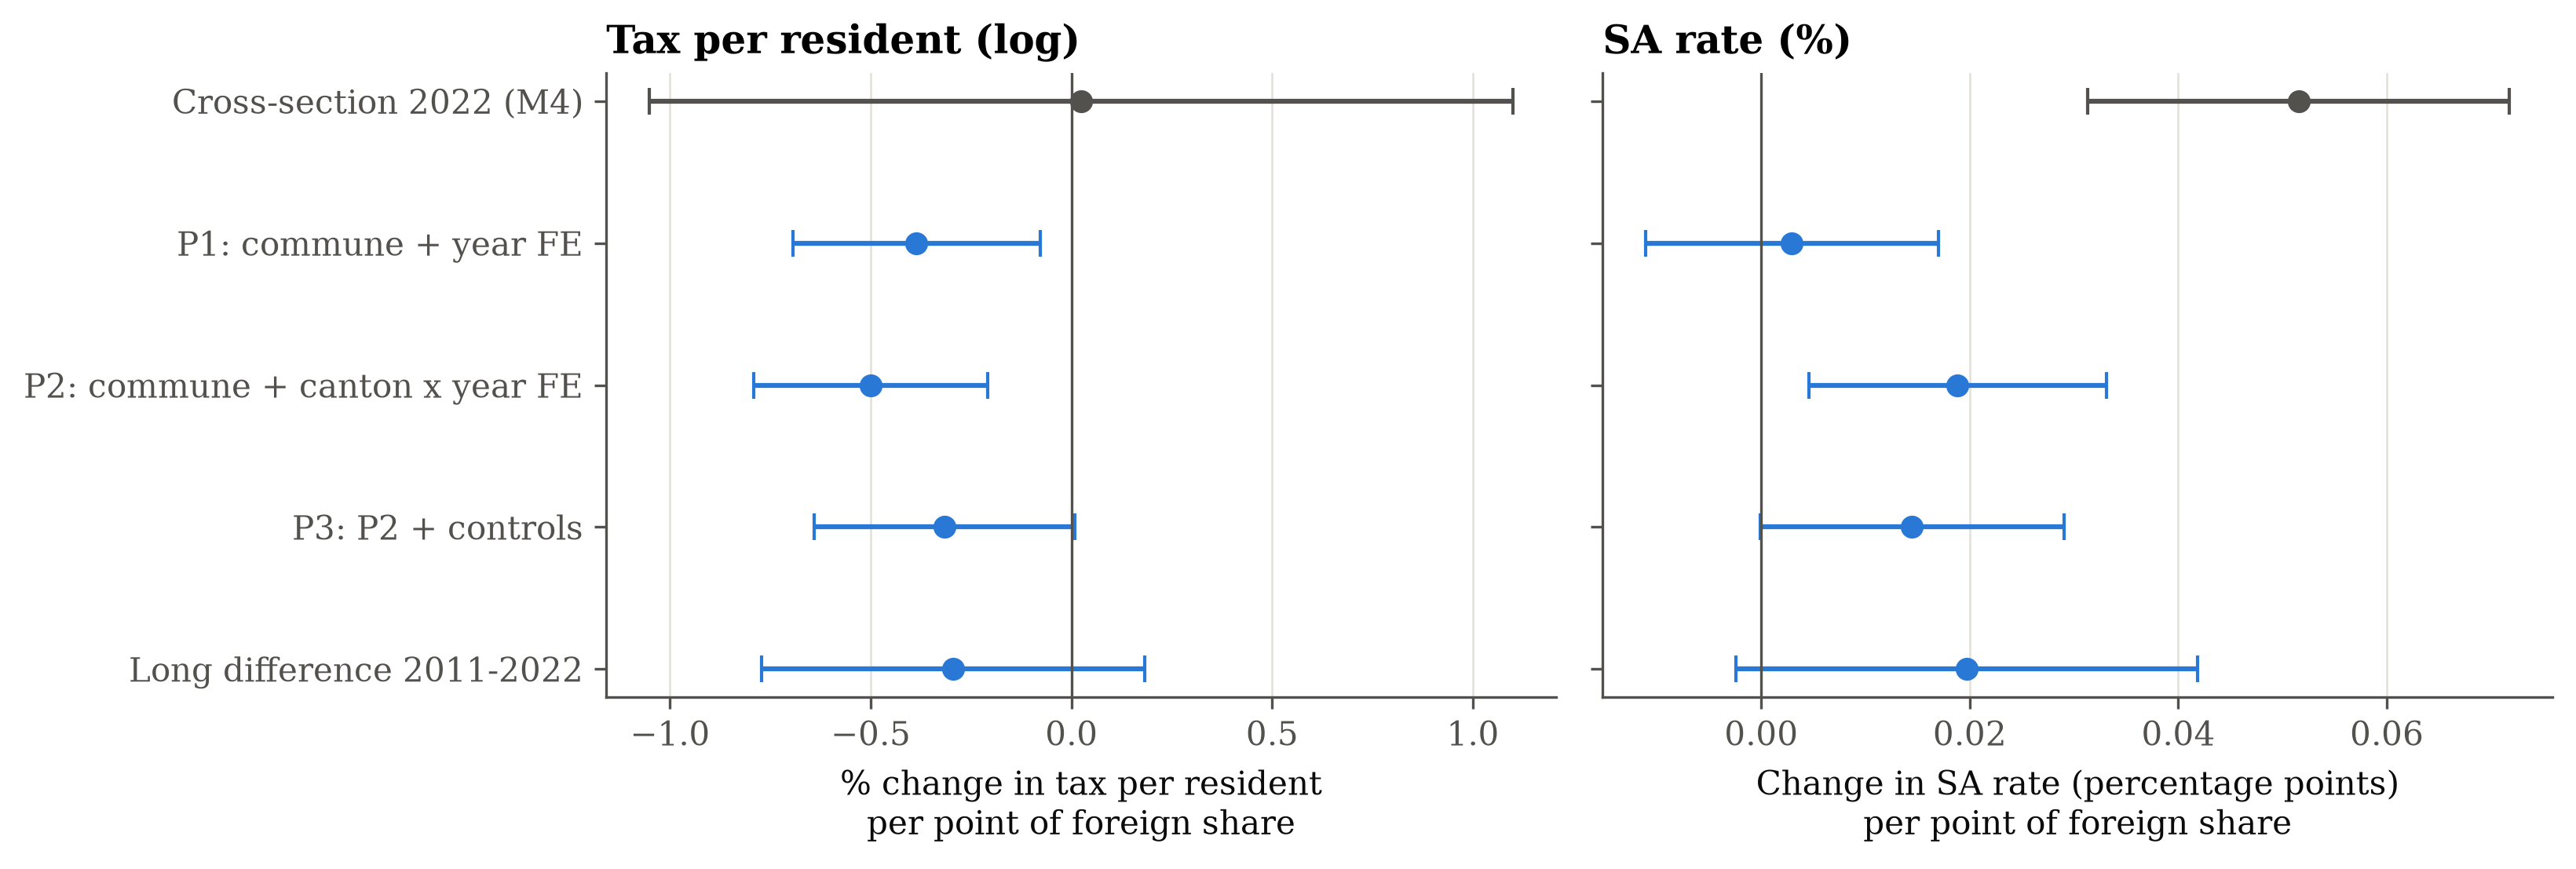 Tax per resident (log)
SA rate (%)
Cross-section 2022 (M4)
P1: commune + year FE
P2: commune + canton x year FE
P3: P2 + controls
Long difference 2011-2022
−1.0 −0.5 0.0 0.5 1.0
0.00 0.02 0.04 0.06
% change in tax per resident
per point of foreign share
Change in SA rate (percentage points)
per point of foreign share